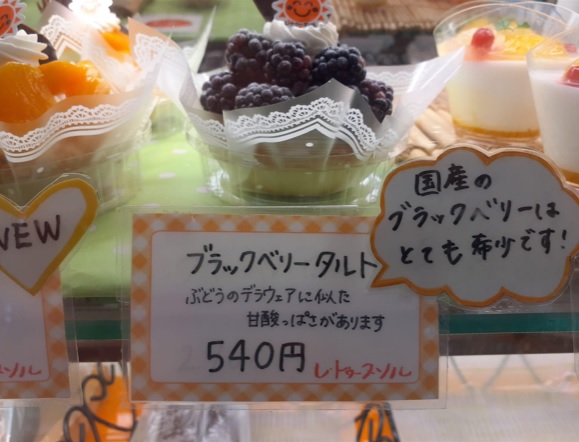 NEW
国産の
ブラックベリーは
とても希少です!
ブラックベリータルト
ぶどうのデラウェアに似た
甘酸っぱさがあります
540円
レ・トゥーズソル